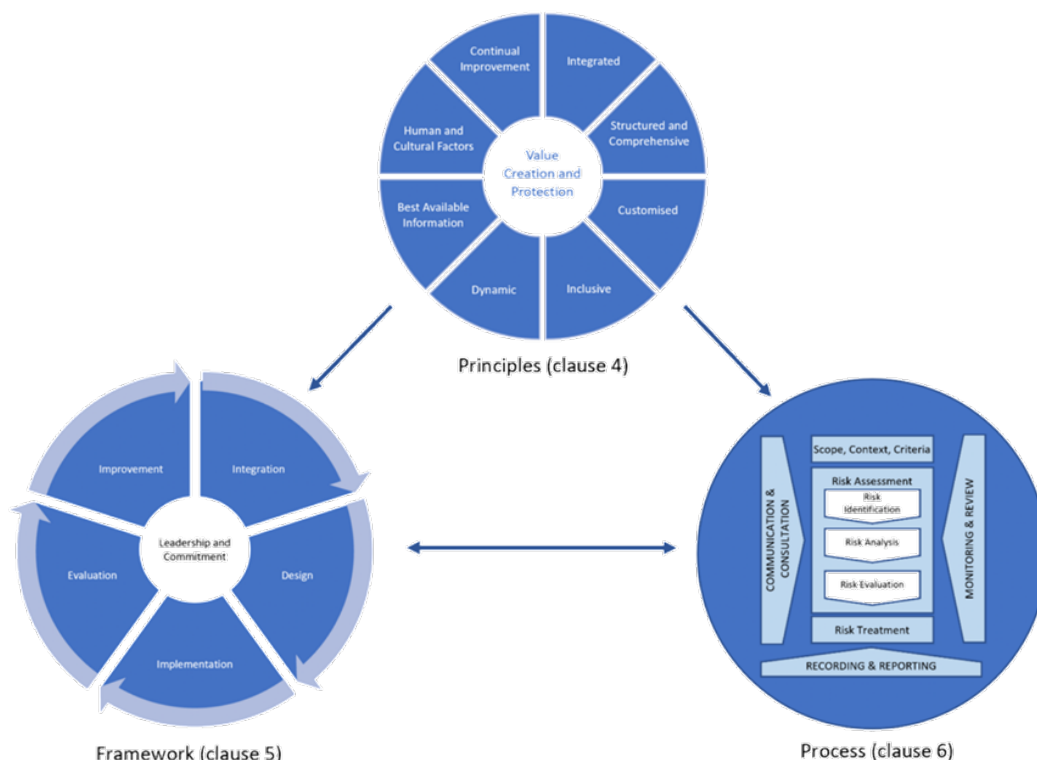 Continual
Improvement
Integrated
Human and
Cultural Factors
Structured and
Comprehensive
Value
Creation and
Protection
Best Available
Information
Customised
Dynamic
Inclusive
Principles (clause 4)
Improvement
Integration
Leadership and
Commitment
Evaluation
Design
Implementation
Framework (clause 5)
COMMUNICATION &
CONSULTATION
Scope, Context, Criteria
Risk Assessment
Risk
Identification
Risk Analysis
Risk Evaluation
Risk Treatment
MONITORING & REVIEW
RECORDING & REPORTING
Process (clause 6)